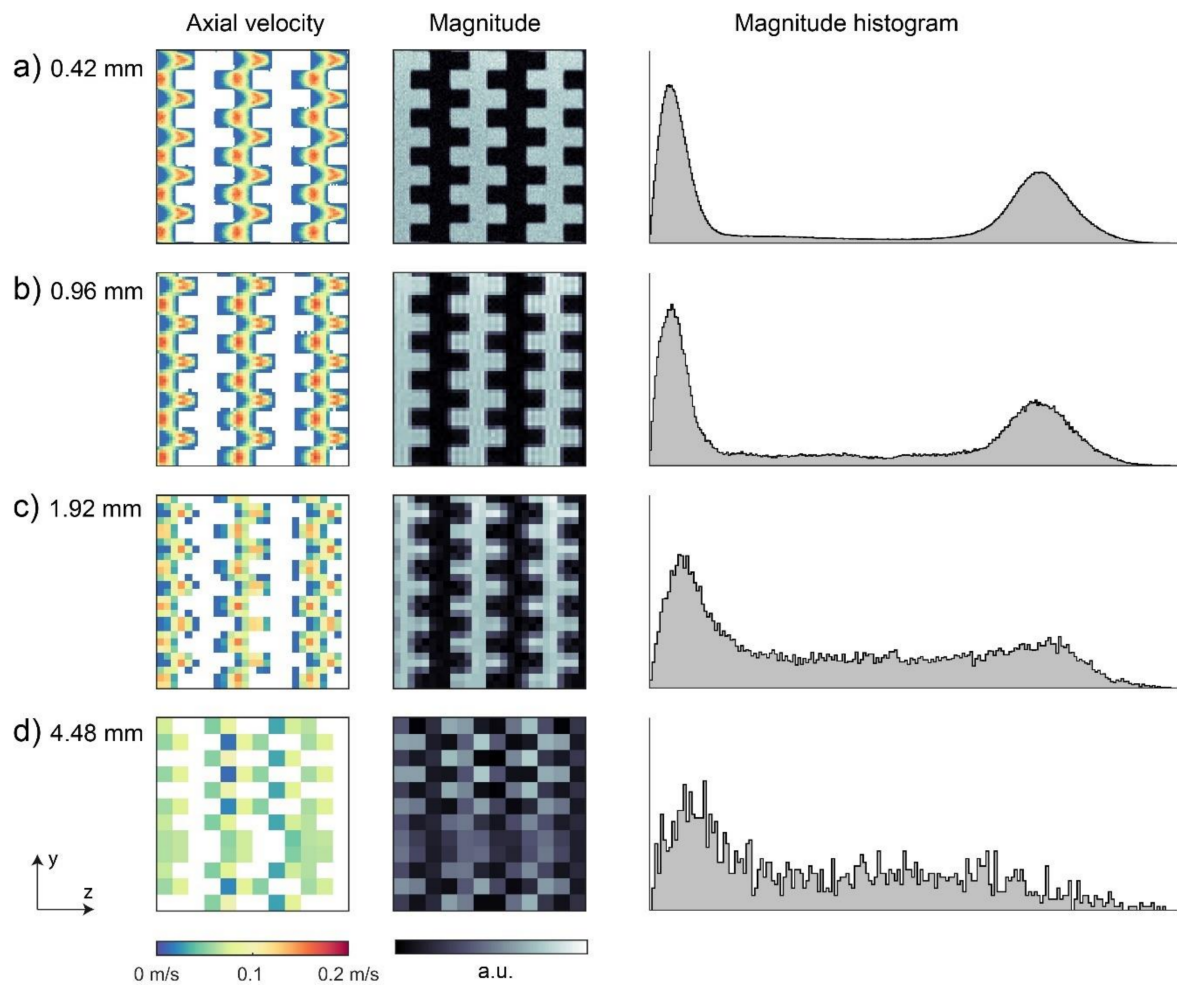 Axial velocity Magnitude Magnitude histogram
a) 0.42 mm
b) 0.96 mm
c) 1.92 mm
d) 4.48 mm
y
z
0 m/s 0.1 0.2 m/s
a.u.